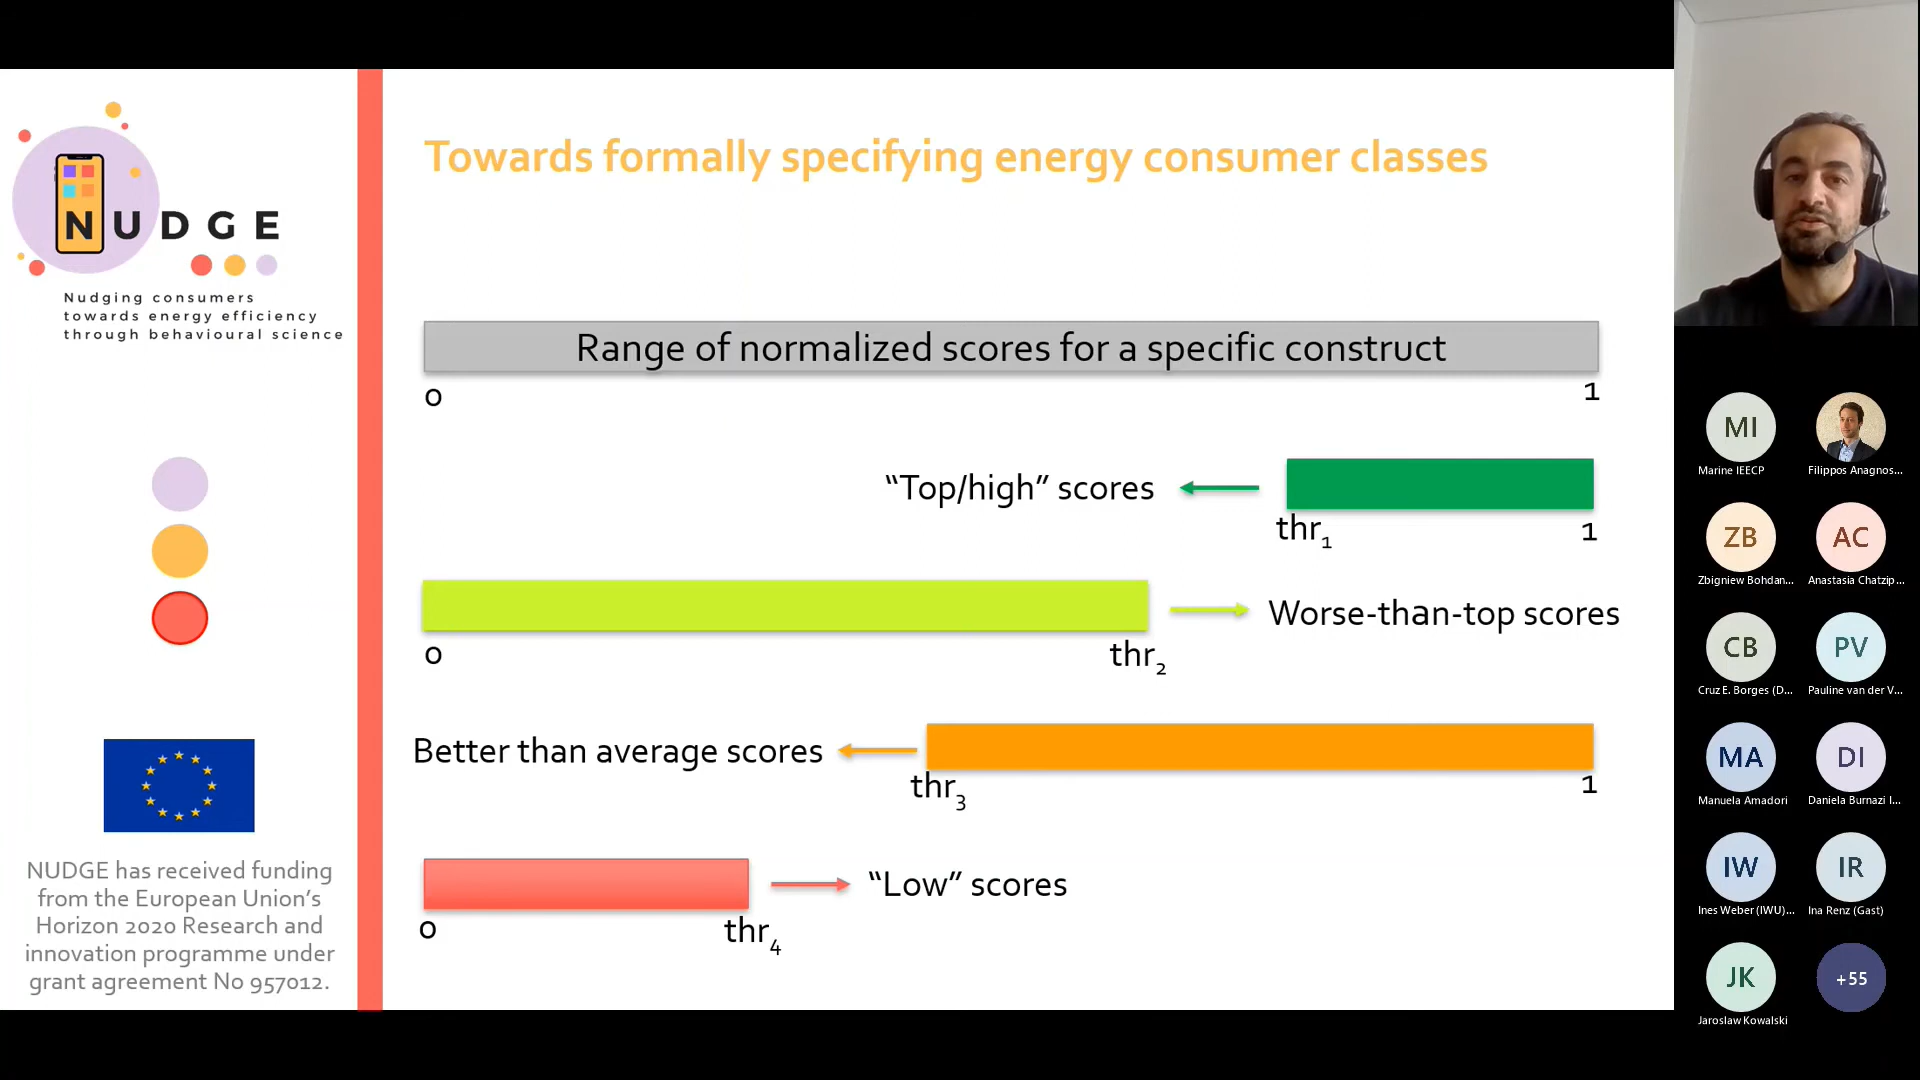 NUDGE
Nudging consumers
towards energy efficiency
through behavioural science
NUDGE has received funding
from the European Union’s
Horizon 2020 Research and
innovation programme under
grant agreement No 957012.
Towards formally specifying energy consumer classes
Range of normalized scores for a specific construct
0 1
“Top/high” scores
thr1 1
Worse-than-top scores
0 thr2
Better than average scores
thr3 1
“Low” scores
0 thr4
MI
Marine IEECP
Filippos Anagnos...
ZB
Zbigniew Bohdan...
AC
Anastasia Chatzip...
CB
Cruz E. Borges (D...
PV
Pauline van der V...
MA
Manuela Amadori
DI
Daniela Burnazi I...
IW
Ines Weber (IWU)...
IR
Ina Renz (Gast)
JK
Jaroslaw Kowalski
+55